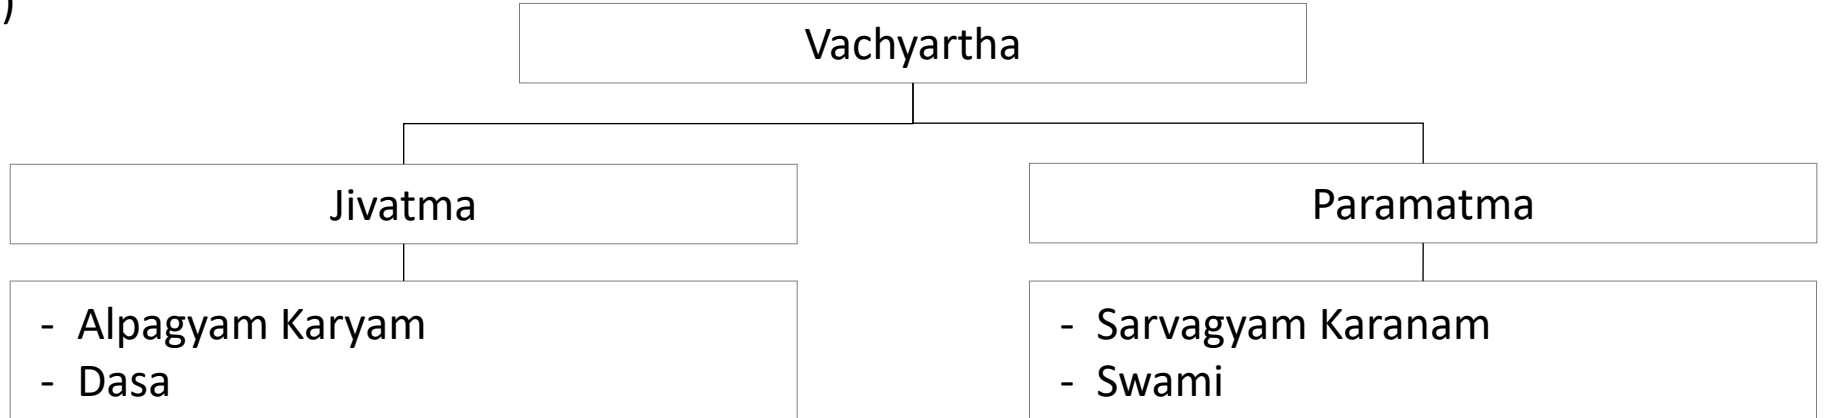 )
Vachyartha
Jivatma
Paramatma
- Alpagyam Karyam
- Dasa
- Sarvagyam Karanam
- Swami